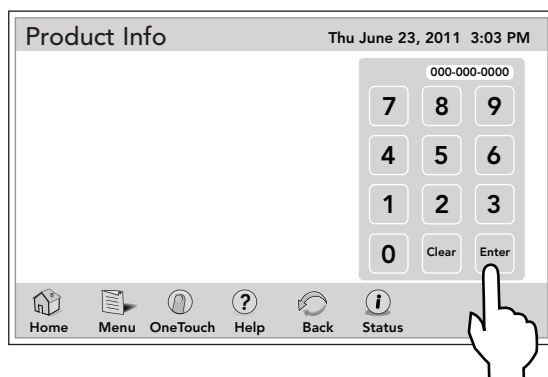 Product Info Thu June 23, 2011 3:03 PM
000-000-0000
7 8 9
4 5 6
1 2 3
0 Clear Enter
? i
Home Menu OneTouch Help Back Status